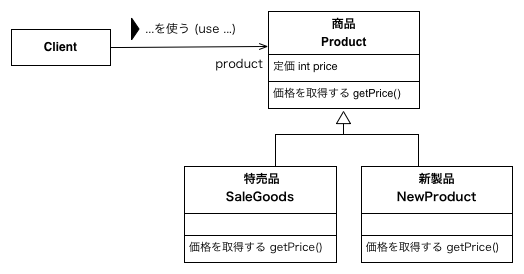 Client
…を使う (use ...)
product
商品
Product
定価 int price
価格を取得する getPrice()
特売品
SaleGoods
価格を取得する getPrice()
新製品
NewProduct
価格を取得する getPrice()